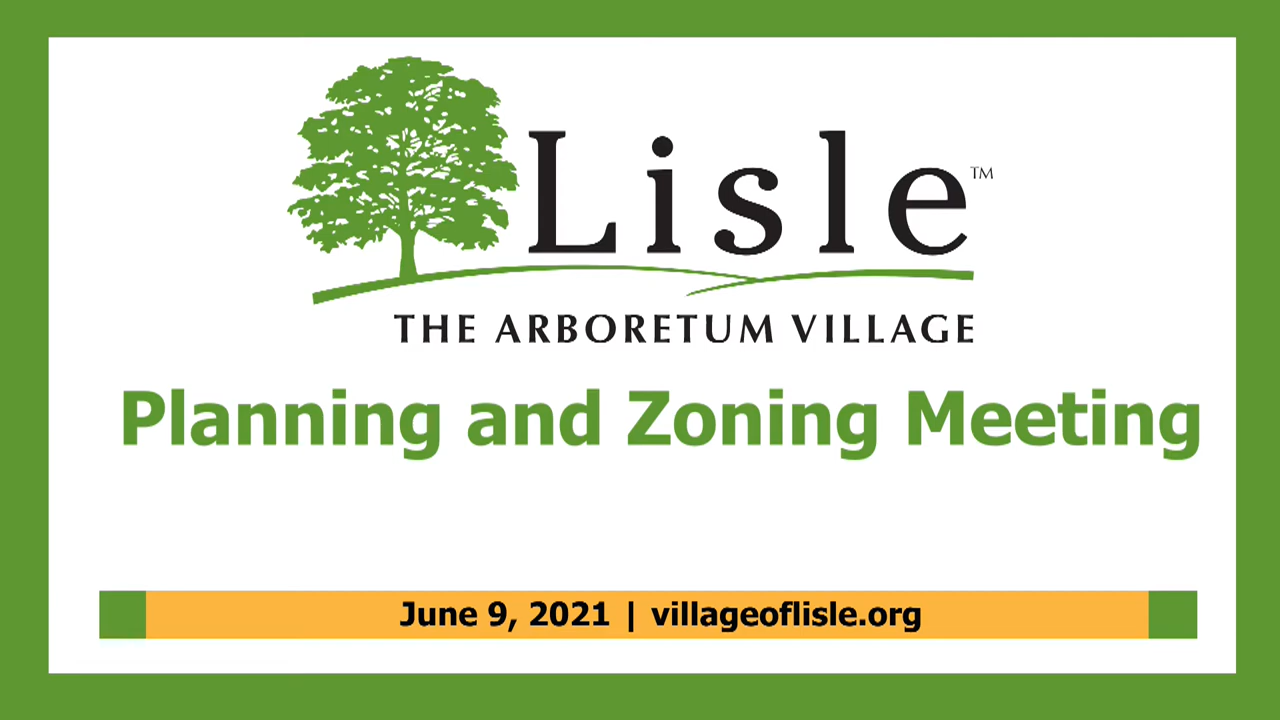 Lisle™
THE ARBORETUM VILLAGE
Planning and Zoning Meeting
June 9, 2021 | villageoflisle.org